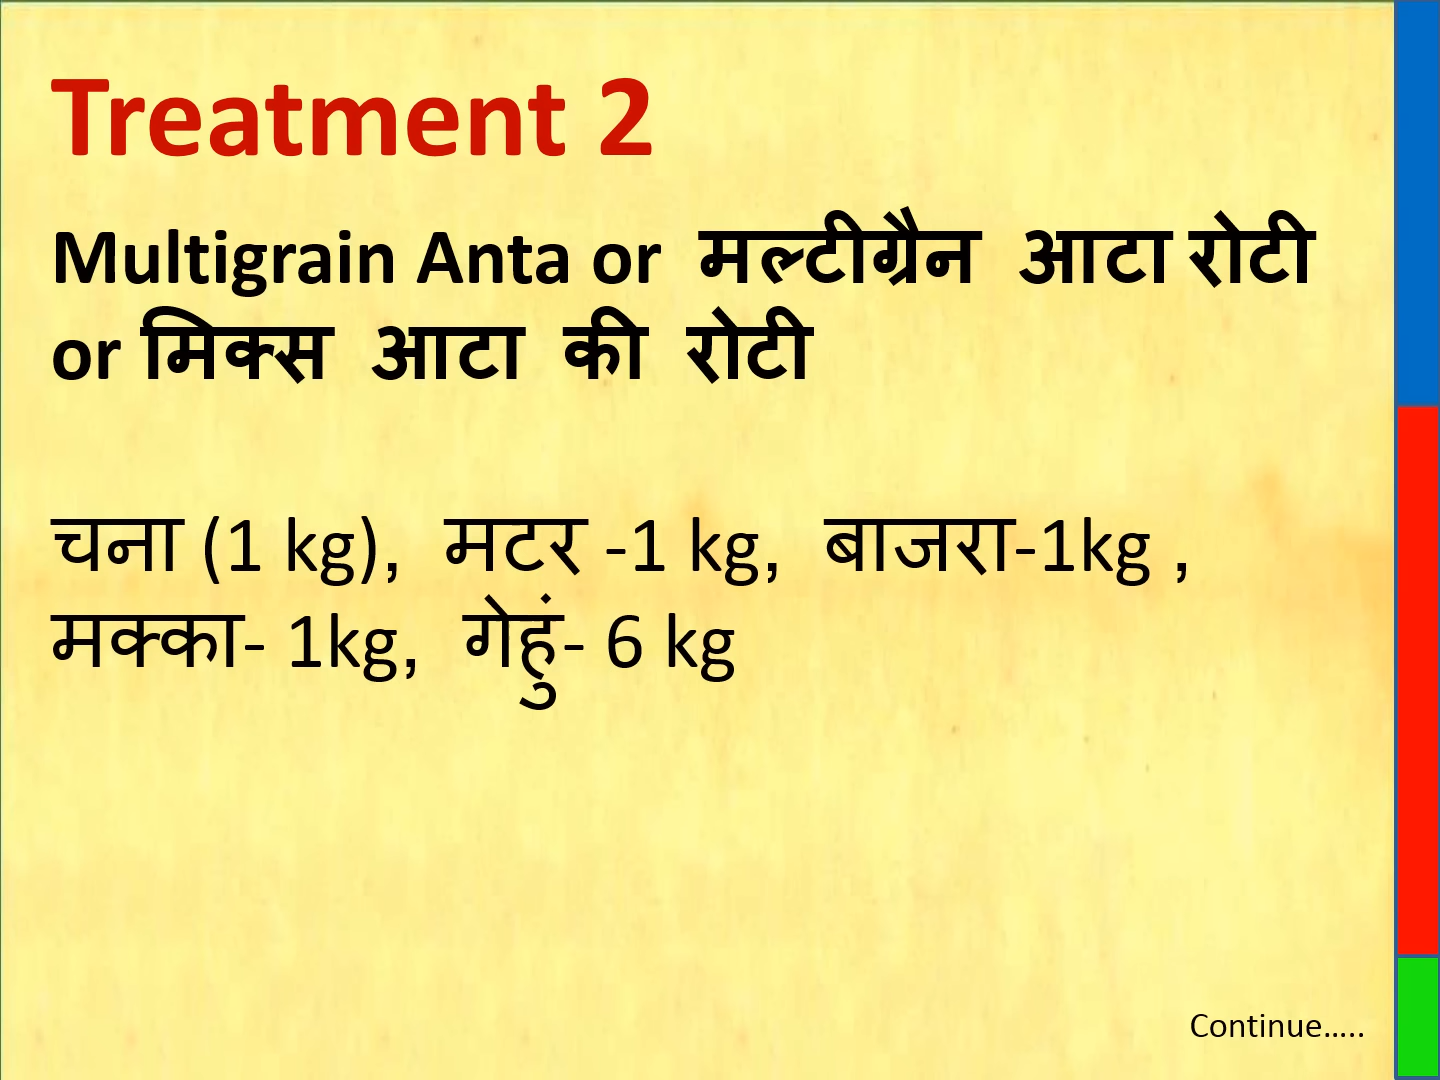 Treatment 2
Multigrain Anta or मल्टीग्रैन आटा रोटी
or मिक्स आटा की रोटी
चना (1 kg), मटर -1 kg, बाजरा-1kg ,
मक्का- 1kg, गेहुं- 6 kg
Continue…..